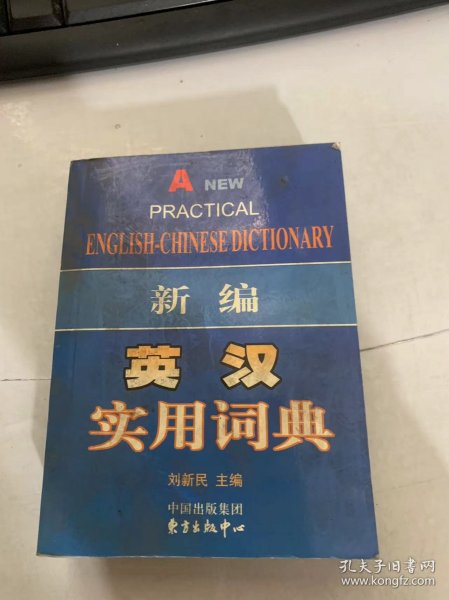 A NEW
PRACTICAL
ENGLISH-CHINESE DICTIONARY
新编
英汉
实用词典
刘新民 主编
中国出版集团
东方出版中心
孔夫子旧书网
www.kongfz.com